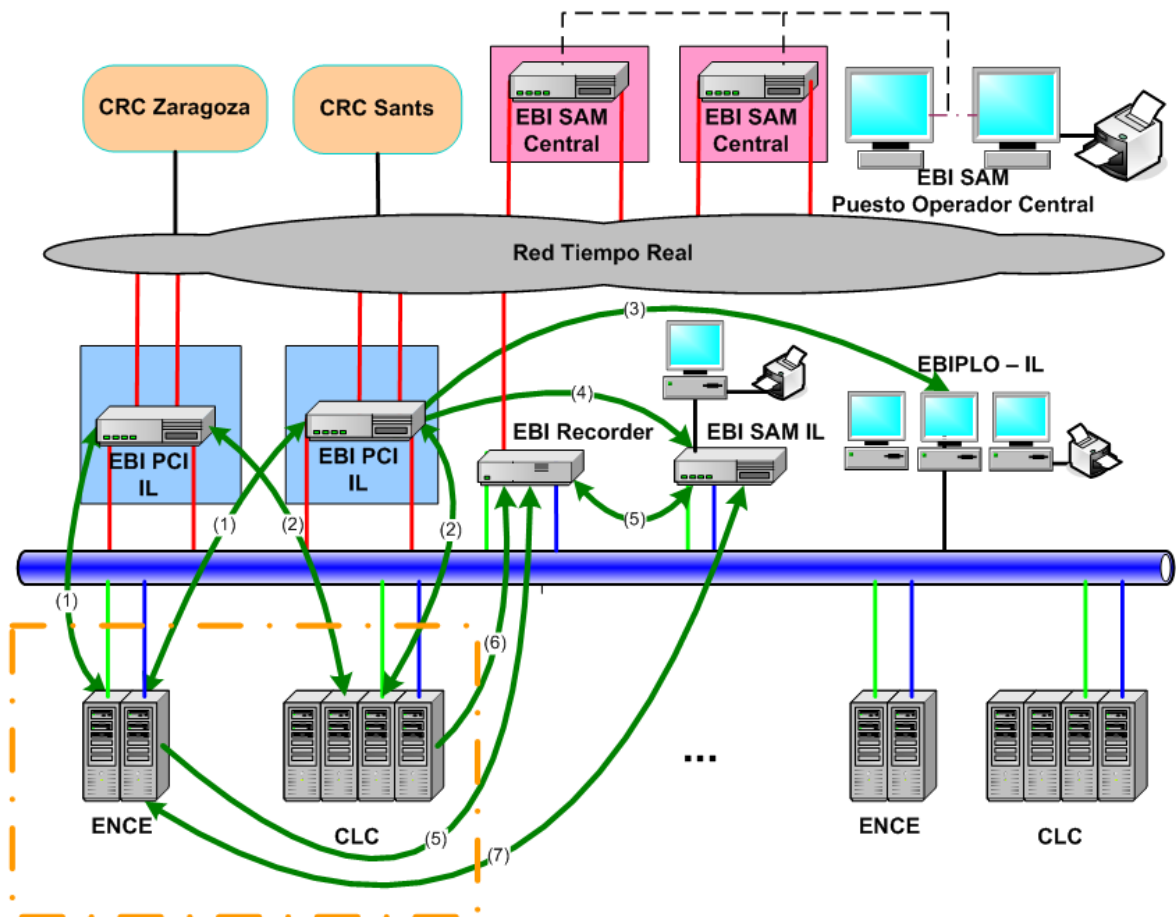 CRC Zaragoza
CRC Sants
EBI SAM
Central
EBI SAM
Central
EBI SAM
Puesto Operador Central
Red Tiempo Real
(3)
EBIPLO – IL
(4)
EBI Recorder
EBI SAM IL
EBI PCI
IL
EBI PCI
IL
(1)
(2)
(2)
(5)
(1)
(6)
...
ENCE
CLC
(5)
(7)
ENCE
CLC